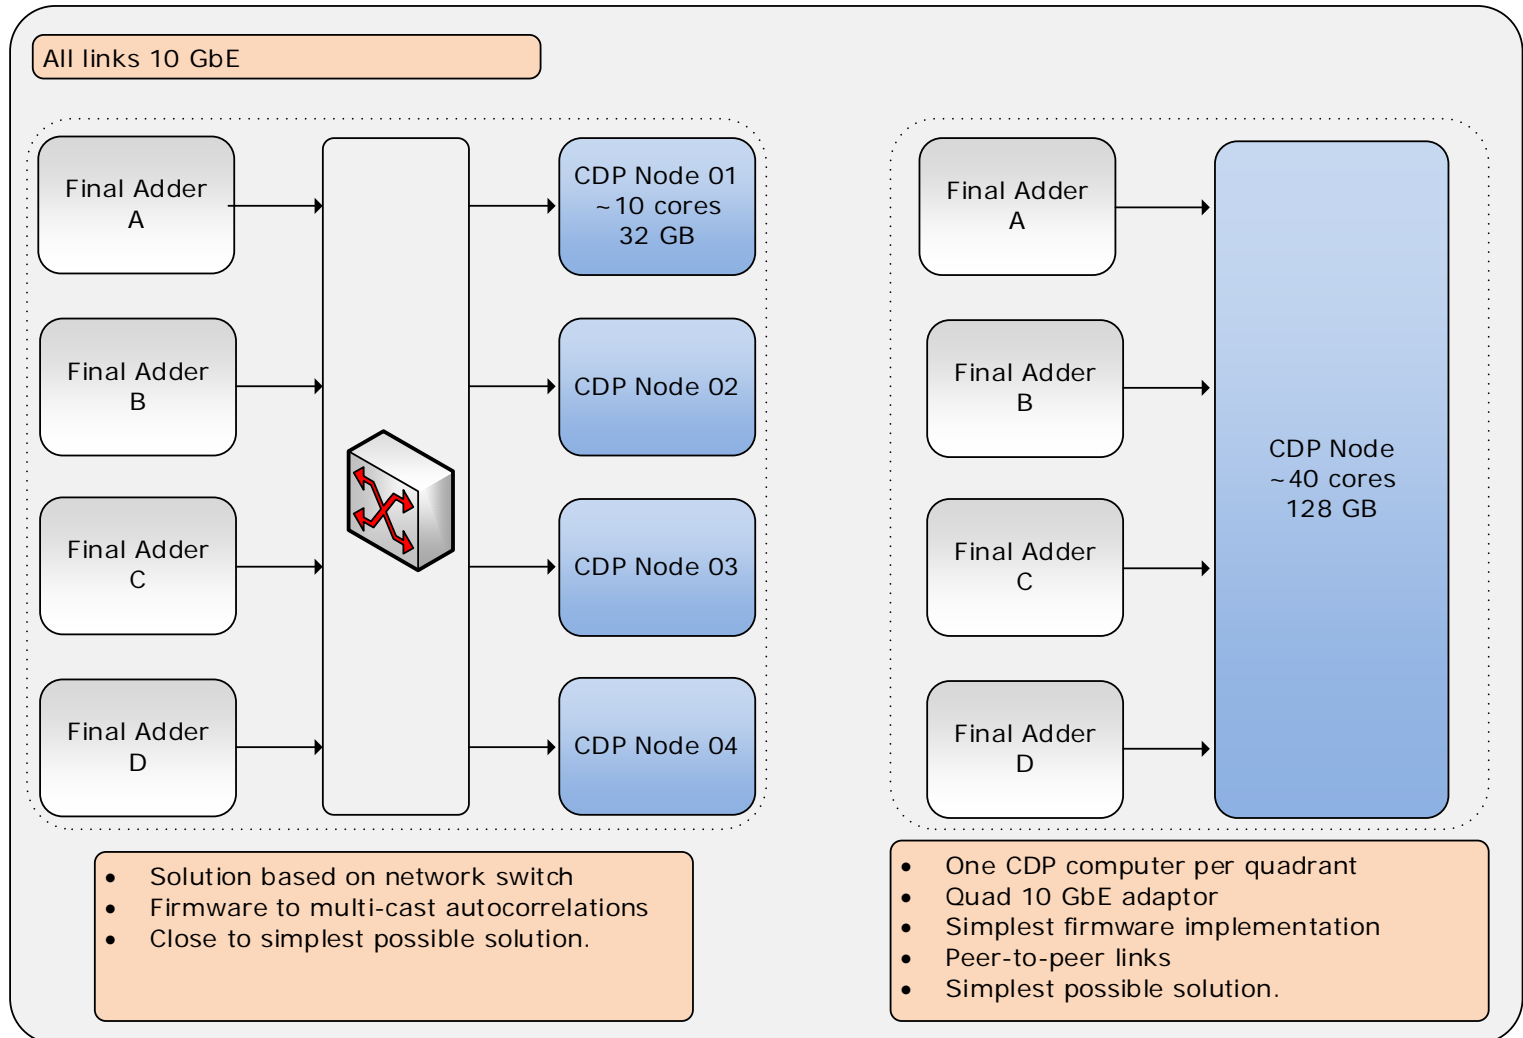 All links 10 GbE
Final Adder
A
Final Adder
B
Final Adder
C
Final Adder
D
CDP Node 01
~10 cores
32 GB
CDP Node 02
CDP Node 03
CDP Node 04
• Solution based on network switch
• Firmware to multi-cast autocorrelations
• Close to simplest possible solution.
Final Adder
A
Final Adder
B
Final Adder
C
Final Adder
D
CDP Node
~40 cores
128 GB
• One CDP computer per quadrant
• Quad 10 GbE adaptor
• Simplest firmware implementation
• Peer-to-peer links
• Simplest possible solution.